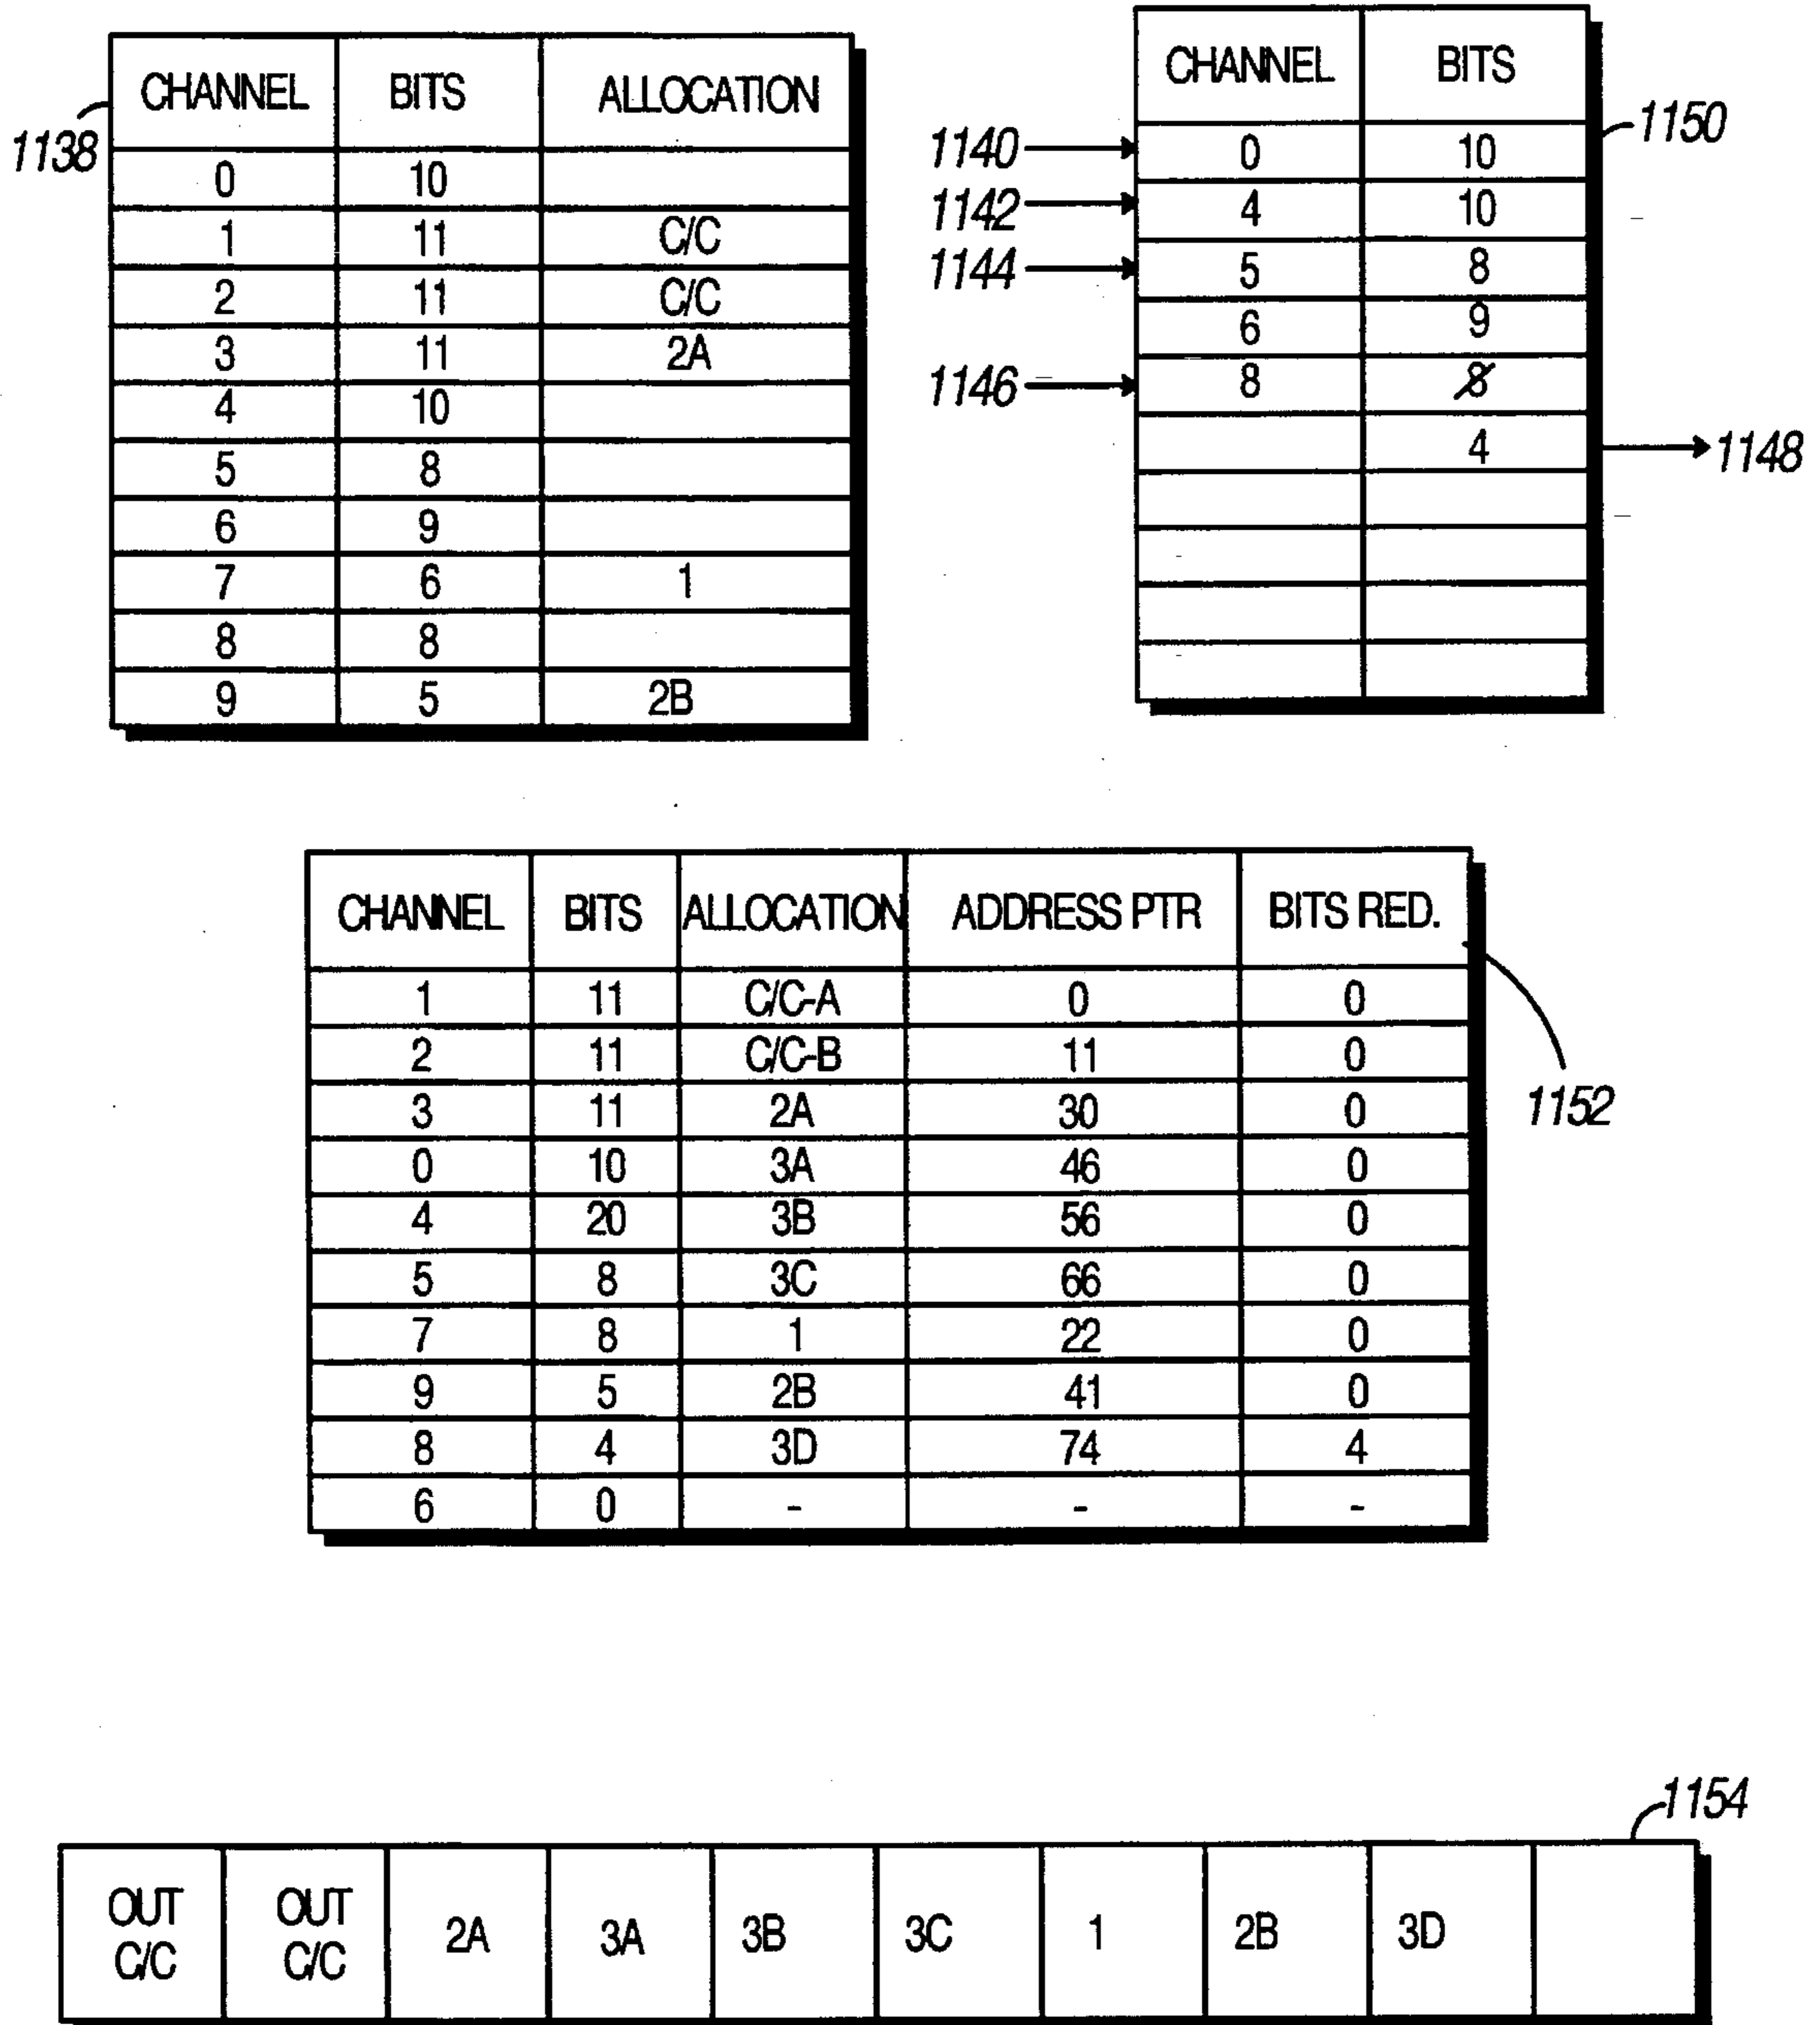 CHANNEL BITS ALLOCATION
1138
0 10
1 11 C/C
2 11 C/C
3 11 2A
4 10
5 8
6 9
7 6 1
8 8
9 5 2B
CHANNEL BITS
1150
1140 0 10
1142 4 10
1144 5 8
6 9
1146 8 8
4 1148
CHANNEL BITS ALLOCATION ADDRESS PTR BITS RED.
1 11 C/C-A 0 0
2 11 C/C-B 11 0
1152
3 11 2A 30 0
0 10 3A 46 0
4 20 3B 56 0
5 8 3C 66 0
7 8 1 22 0
9 5 2B 41 0
8 4 3D 74 4
6 0 - - -
1154
OUT C/C OUT C/C 2A 3A 3B 3C 1 2B 3D